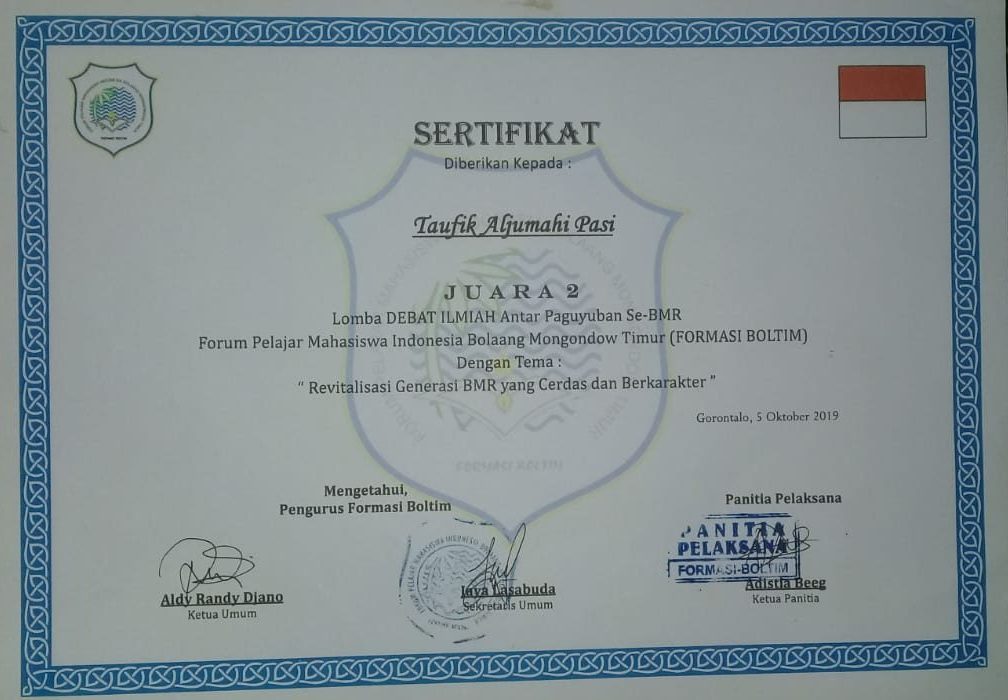 SERTIFIKAT
Diberikan Kepada :
Taufik Aljumahi Pasi
JUARA 2
Lomba DEBAT ILMIAH Antar Paguyuban Se-BMR
Forum Pelajar Mahasiswa Indonesia Bolaang Mongondow Timur (FORMASI BOLTIM)
Dengan Tema :
“ Revitalisasi Generasi BMR yang Cerdas dan Berkarakter ”
Gorontalo, 5 Oktober 2019
Mengetahui,
Pengurus Formasi Boltim
Panitia Pelaksana
PANITIA
PELAKSANA
FORMASI-BOLTIM
Aldy Randy Djano
Ketua Umum
Jaya Lasabuda
Sekretaris Umum
Adistia Beeg
Ketua Panitia
FORMASI BOLTIM